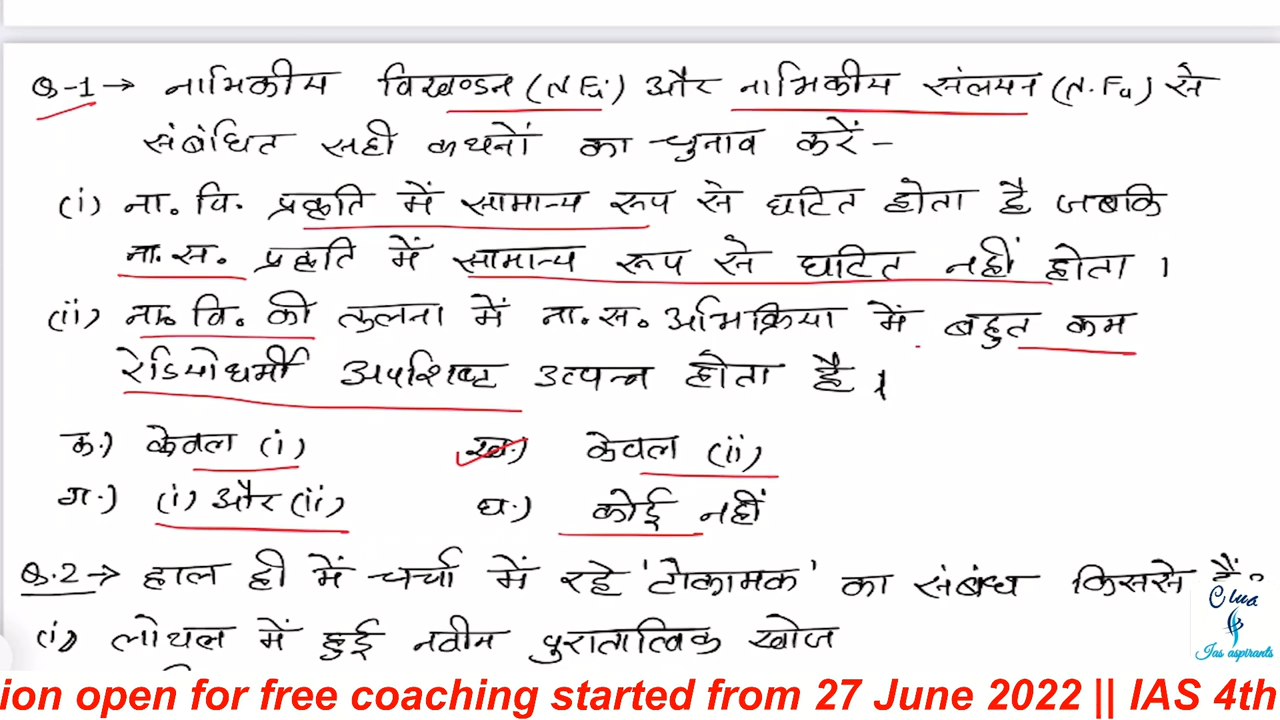 Q-1→ नाभिकीय विखण्डन (N Fi) और नाभिकीय संलयन (N. Fu) से
संबंधित सही कथनों का चुनाव करें -
(i) ना. वि. प्रकृति में सामान्य रूप से घटित होता है जबकि
ना. स. प्रकृति में सामान्य रूप से घटित नहीं होता ।
(ii) ना. वि. की तुलना में ना. स. अभिक्रिया में बहुत कम
रेडियोधर्मी अपशिष्ट उत्पन्न होता है ।
क.) केवल (i) ख.) केवल (ii)
ग.) (i) और (ii) घ.) कोई नहीं
Q.2→ हाल ही में चर्चा में रहे 'टोकामक' का संबंध किससे है
(i) लोथल में हुई नवीन पुरातात्विक खोज
Clue
Ias aspirants
ion open for free coaching started from 27 June 2022 || IAS 4th